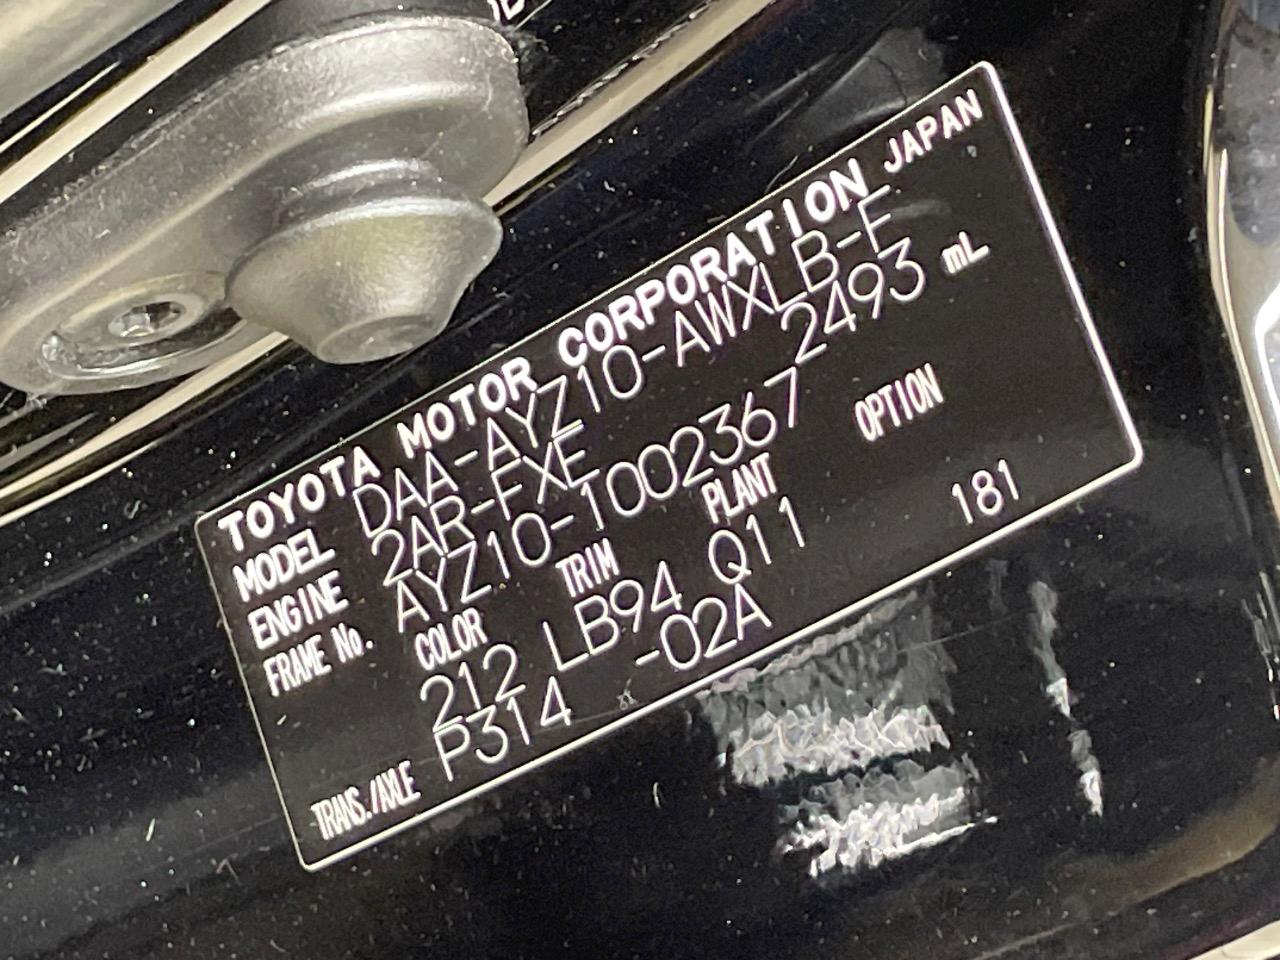 TOYOTA MOTOR CORPORATION JAPAN
MODEL DAA-AYZ10-AWXLB-F
ENGINE 2AR-FXE 2493 mL
FRAME No. AYZ10-1002367
COLOR TRIM PLANT OPTION
212 LB94 Q11 181
TRANS./AXLE P314 -02A